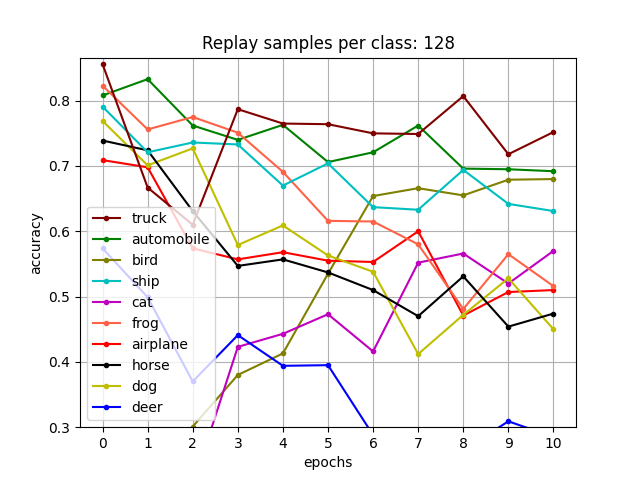 Replay samples per class: 128
accuracy
0.8
0.7
0.6
0.5
0.4
0.3
truck
automobile
bird
ship
cat
frog
airplane
horse
dog
deer
0 1 2 3 4 5 6 7 8 9 10
epochs